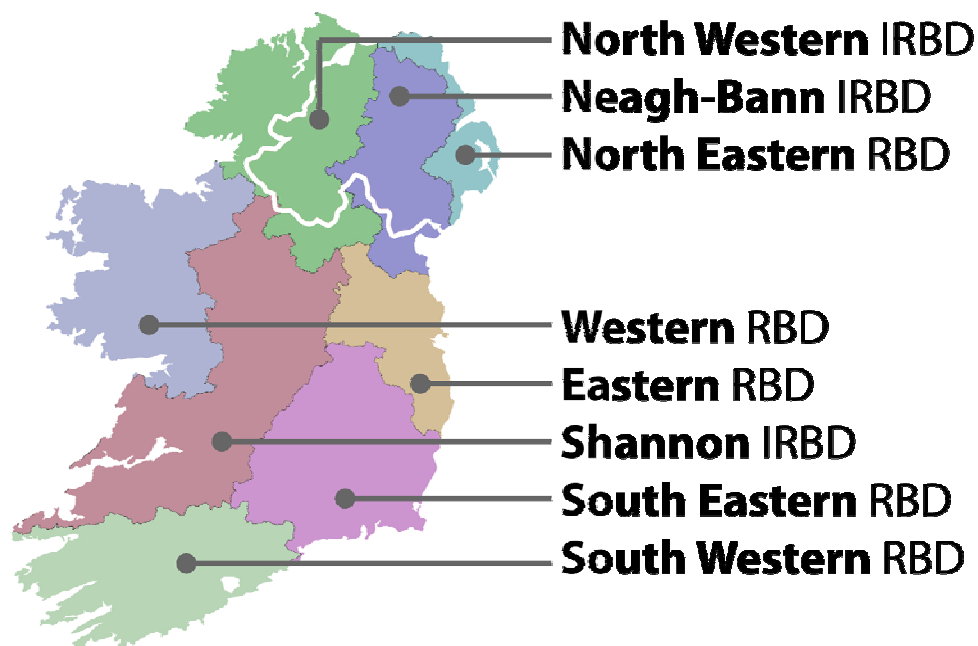 North Western IRBD
Neagh-Bann IRBD
North Eastern RBD
Western RBD
Eastern RBD
Shannon IRBD
South Eastern RBD
South Western RBD